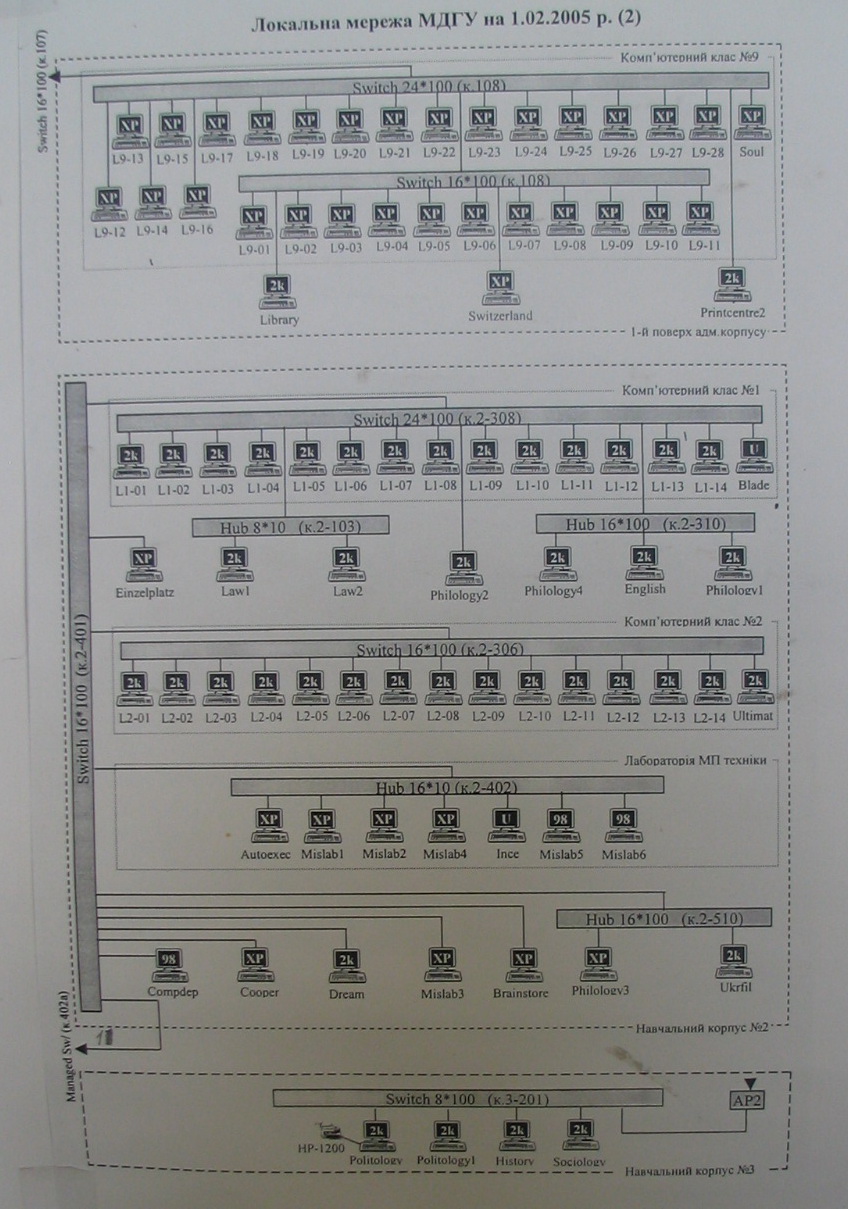 Локальна мережа МДГУ на 1.02.2005 р. (2)
Switch 16*100 (к.107)
Комп'ютерний клас №9
Switch 24*100 (к.108)
XP XP XP XP XP XP XP XP XP XP XP XP XP XP XP
L9-13 L9-15 L9-17 L9-18 L9-19 L9-20 L9-21 L9-22 L9-23 L9-24 L9-25 L9-26 L9-27 L9-28 Soul
Switch 16*100 (к.108)
XP XP XP
L9-12 L9-14 L9-16
XP XP XP XP XP XP XP XP XP XP XP
L9-01 L9-02 L9-03 L9-04 L9-05 L9-06 L9-07 L9-08 L9-09 L9-10 L9-11
2k XP 2k
Library Switzerland Printcentre2
1-й поверх адм.корпусу
Комп'ютерний клас №1
Switch 24*100 (к.2-308)
2k 2k 2k 2k 2k 2k 2k 2k 2k 2k 2k 2k 2k 2k U
L1-01 L1-02 L1-03 L1-04 L1-05 L1-06 L1-07 L1-08 L1-09 L1-10 L1-11 L1-12 L1-13 L1-14 Blade
Hub 8*10 (к.2-103) Hub 16*100 (к.2-310)
XP 2k 2k 2k 2k 2k 2k
Einzelplatz Law1 Law2 Philology2 Philology4 English Philology1
Switch 16*100 (к.2-401)
Комп'ютерний клас №2
Switch 16*100 (к.2-306)
2k 2k 2k 2k 2k 2k 2k 2k 2k 2k 2k 2k 2k 2k 2k
L2-01 L2-02 L2-03 L2-04 L2-05 L2-06 L2-07 L2-08 L2-09 L2-10 L2-11 L2-12 L2-13 L2-14 Ultimat
Лабораторія МП техніки
Hub 16*10 (к.2-402)
XP XP XP XP U 98 98
Autoexec Mislab1 Mislab2 Mislab4 Ince Mislab5 Mislab6
Hub 16*100 (к.2-510)
98 XP 2k XP XP XP 2k
Compdep Cooper Dream Mislab3 Brainstore Philology3 Ukrfil
Навчальний корпус №2
Managed Sw/ (к 402а)
Switch 8*100 (к.3-201)
AP2
2k 2k 2k 2k
HP-1200
Politology Politology1 History Sociology
Навчальний корпус №3